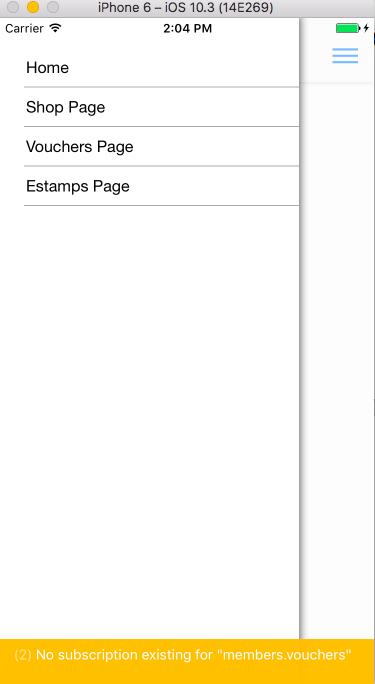 iPhone 6 – iOS 10.3 (14E269)
Carrier 2:04 PM
Home
Shop Page
Vouchers Page
Estamps Page
(2) No subscription existing for "members.vouchers"